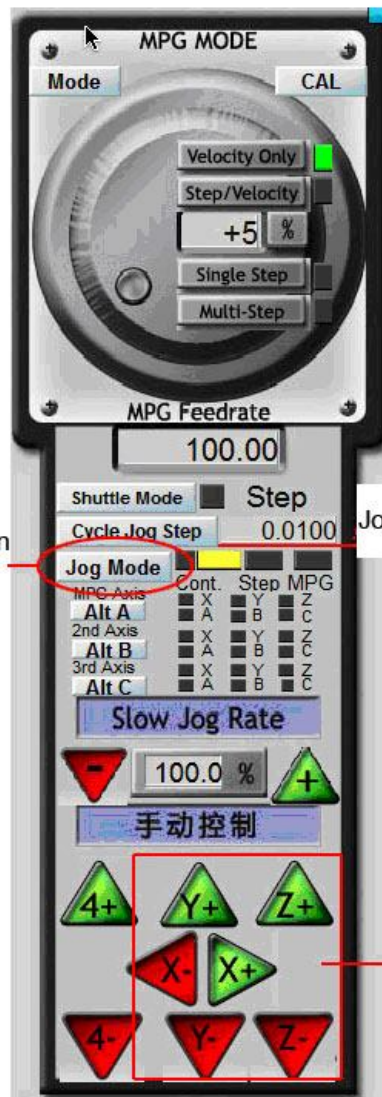 MPG MODE
Mode CAL
Velocity Only
Step/Velocity
+5 %
Single Step
Multi-Step
MPG Feedrate
100.00
Shuttle Mode Step
Cycle Jog Step 0.0100 Jo
n
Jog Mode
Cont. Step MPG
MPG Axis
Alt A X Y Z
A B C
2nd Axis
Alt B X Y Z
A B C
3rd Axis
Alt C X Y Z
A B C
Slow Jog Rate
- 100.0 % +
手动控制
4+ Y+ Z+
X- X+
4- Y- Z-